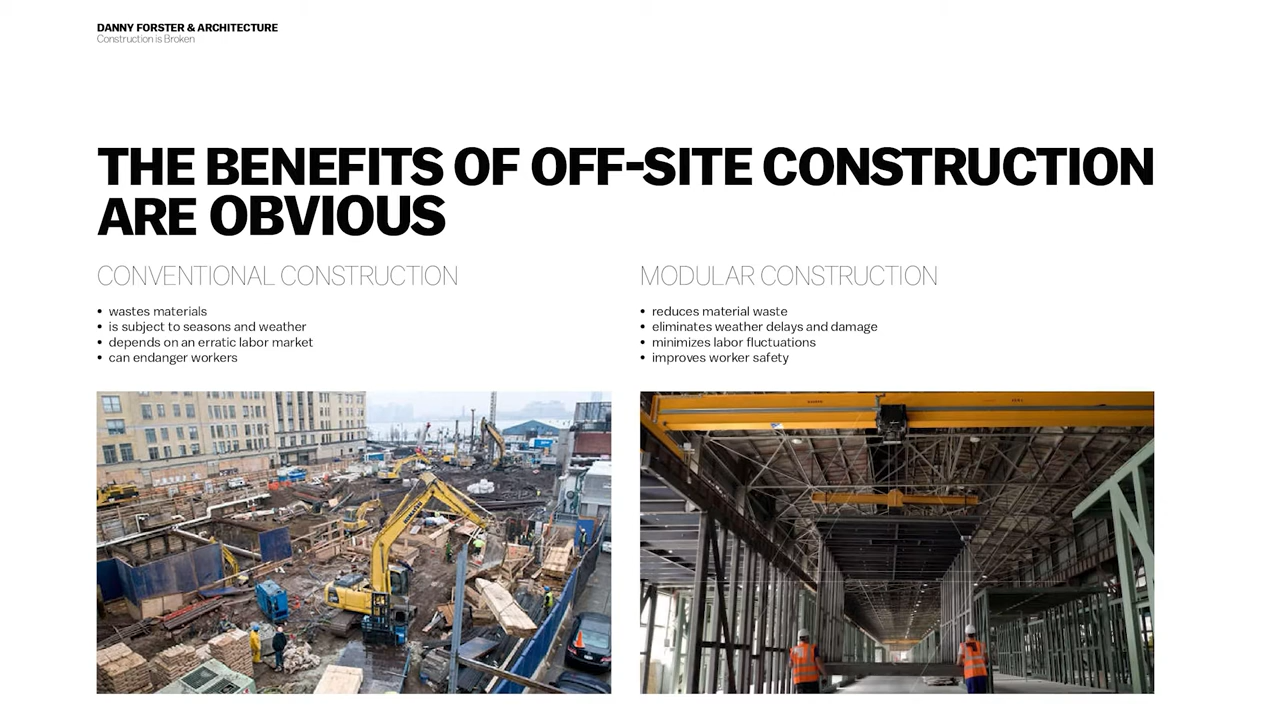 DANNY FORSTER & ARCHITECTURE
Construction is Broken
THE BENEFITS OF OFF-SITE CONSTRUCTION
ARE OBVIOUS
CONVENTIONAL CONSTRUCTION
• wastes materials
• is subject to seasons and weather
• depends on an erratic labor market
• can endanger workers
MODULAR CONSTRUCTION
• reduces material waste
• eliminates weather delays and damage
• minimizes labor fluctuations
• improves worker safety
KOMATSU